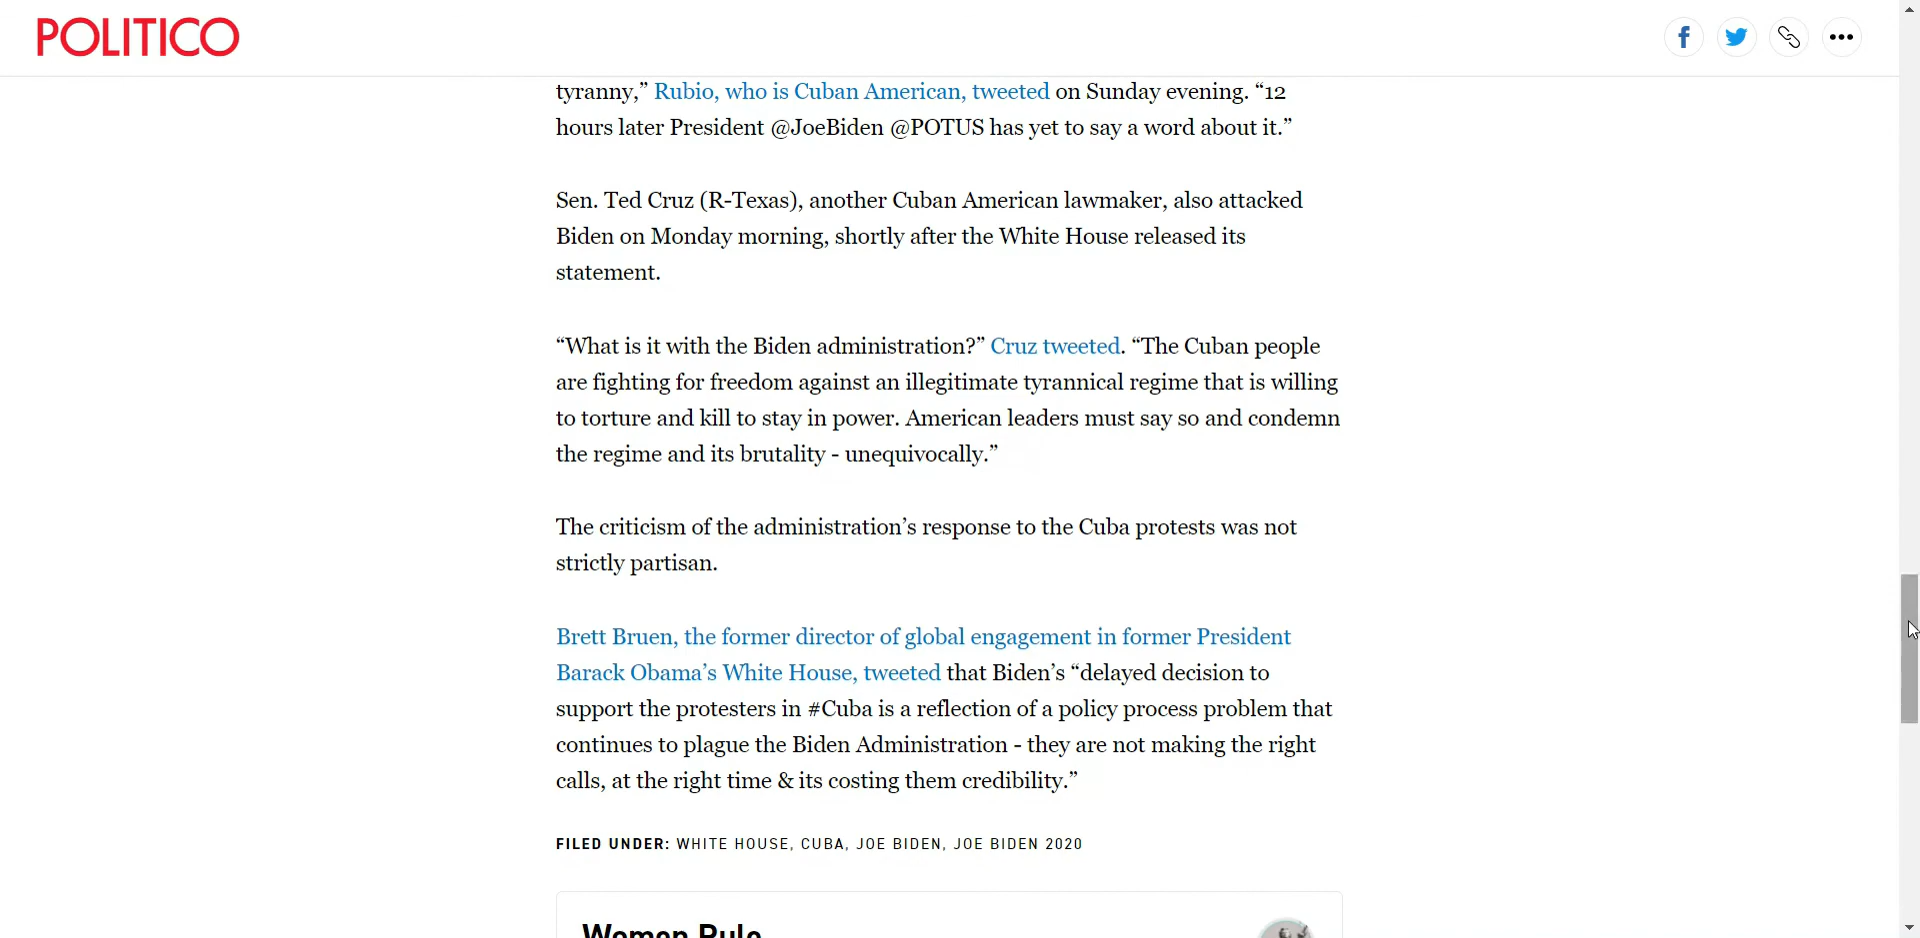 POLITICO
tyranny,” Rubio, who is Cuban American, tweeted on Sunday evening. “12
hours later President @JoeBiden @POTUS has yet to say a word about it.”
Sen. Ted Cruz (R-Texas), another Cuban American lawmaker, also attacked
Biden on Monday morning, shortly after the White House released its
statement.
“What is it with the Biden administration?” Cruz tweeted. “The Cuban people
are fighting for freedom against an illegitimate tyrannical regime that is willing
to torture and kill to stay in power. American leaders must say so and condemn
the regime and its brutality - unequivocally.”
The criticism of the administration’s response to the Cuba protests was not
strictly partisan.
Brett Bruen, the former director of global engagement in former President
Barack Obama’s White House, tweeted that Biden’s “delayed decision to
support the protesters in #Cuba is a reflection of a policy process problem that
continues to plague the Biden Administration - they are not making the right
calls, at the right time & its costing them credibility.”
FILED UNDER: WHITE HOUSE, CUBA, JOE BIDEN, JOE BIDEN 2020
Women Rule